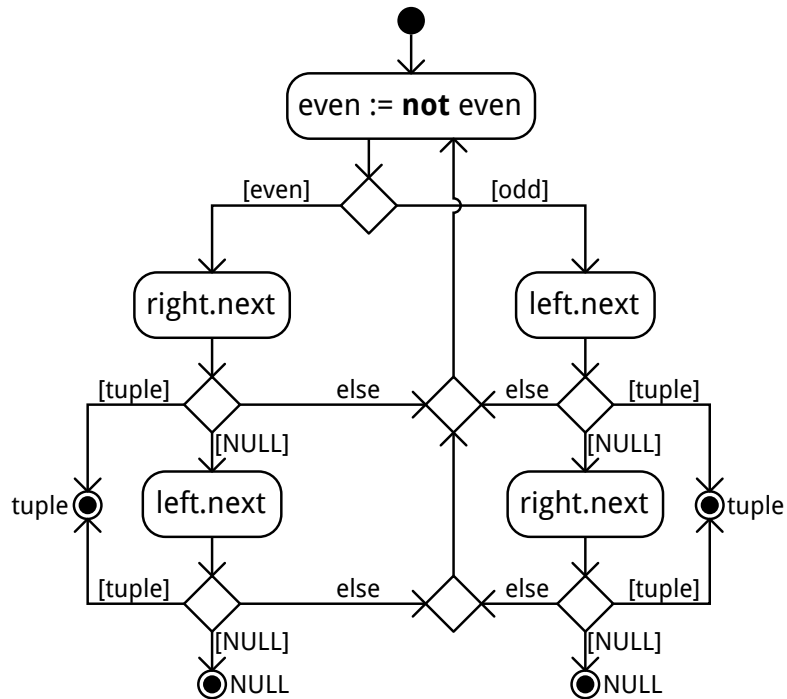 even := not even
[even]
[odd]
right.next
left.next
[tuple]
else
else
[tuple]
[NULL]
[NULL]
tuple
left.next
right.next
tuple
[tuple]
else
else
[tuple]
[NULL]
[NULL]
NULL
NULL